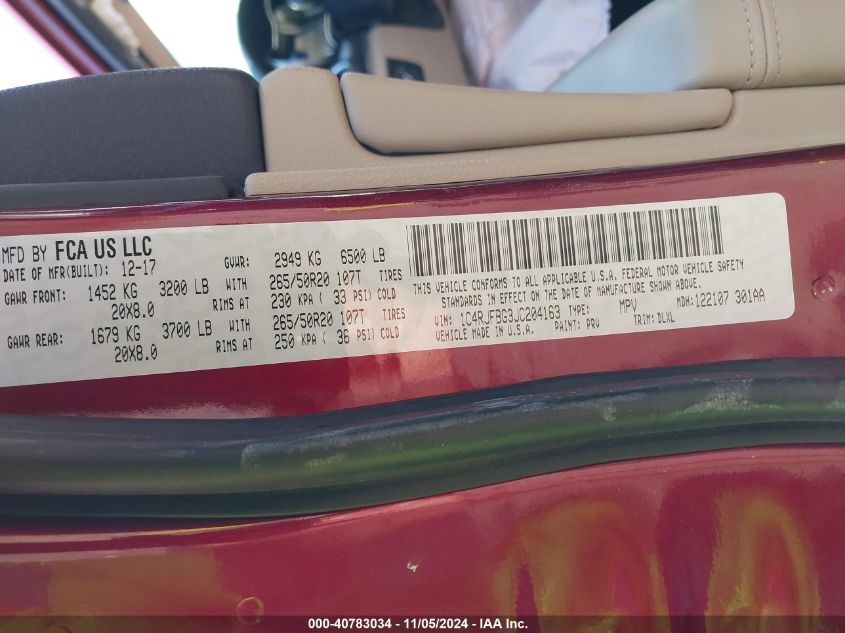 MFD BY FCA US LLC
DATE OF MFR(BUILT): 12-17
GVWR: 2949 KG 6500 LB
GAWR FRONT: 1452 KG 3200 LB WITH 265/50R20 107T TIRES
20X8.0 RIMS AT 230 KPA ( 33 PSI) COLD
GAWR REAR: 1679 KG 3700 LB WITH 265/50R20 107T TIRES
20X8.0 RIMS AT 250 KPA ( 36 PSI) COLD
THIS VEHICLE CONFORMS TO ALL APPLICABLE U.S.A. FEDERAL MOTOR VEHICLE SAFETY
STANDARDS IN EFFECT ON THE DATE OF MANUFACTURE SHOWN ABOVE.
VIN: 1C4RJFBG3JC204163 TYPE: MPV MDH: 122107 301AA
VEHICLE MADE IN U.S.A. PAINT: PRV TRIM: DLXL
000-40783034 - 11/05/2024 - IAA Inc.